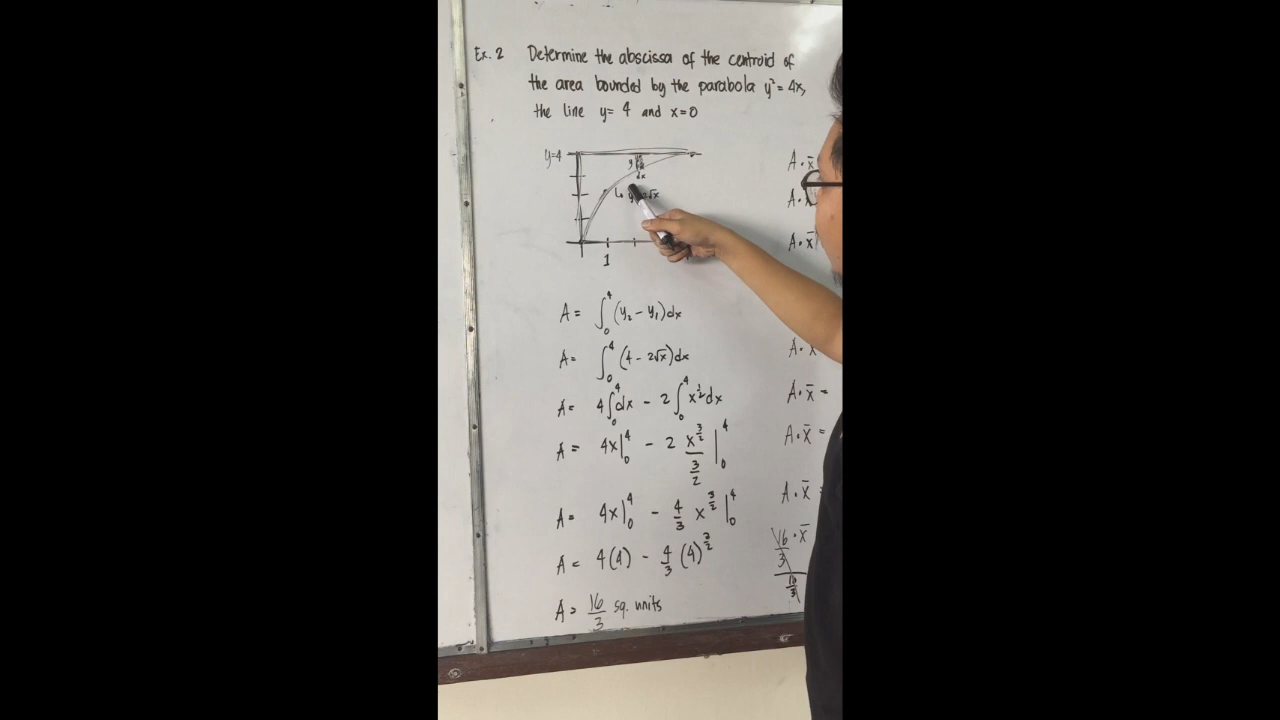 Ex. 2 Determine the abscissa of the centroid of
the area bounded by the parabola y² = 4x,
the line y = 4 and x = 0
y=4
dx
1
A = ∫₀⁴ (y₂ - y₁) dx
A = ∫₀⁴ (4 - 2√x) dx
A = 4 ∫₀⁴ dx - 2 ∫₀⁴ x^(1/2) dx
A = 4x |₀⁴ - 2 x^(3/2) / (3/2) |₀⁴
A = 4x |₀⁴ - 4/3 x^(3/2) |₀⁴
A = 4(4) - 4/3 (4)^(3/2)
A = 16/3 sq. units
A · x̄
A ·
A · x̄
A · x̄
A · x̄ =
A · x̄ =
A · x̄
16/3 · x̄
16/3